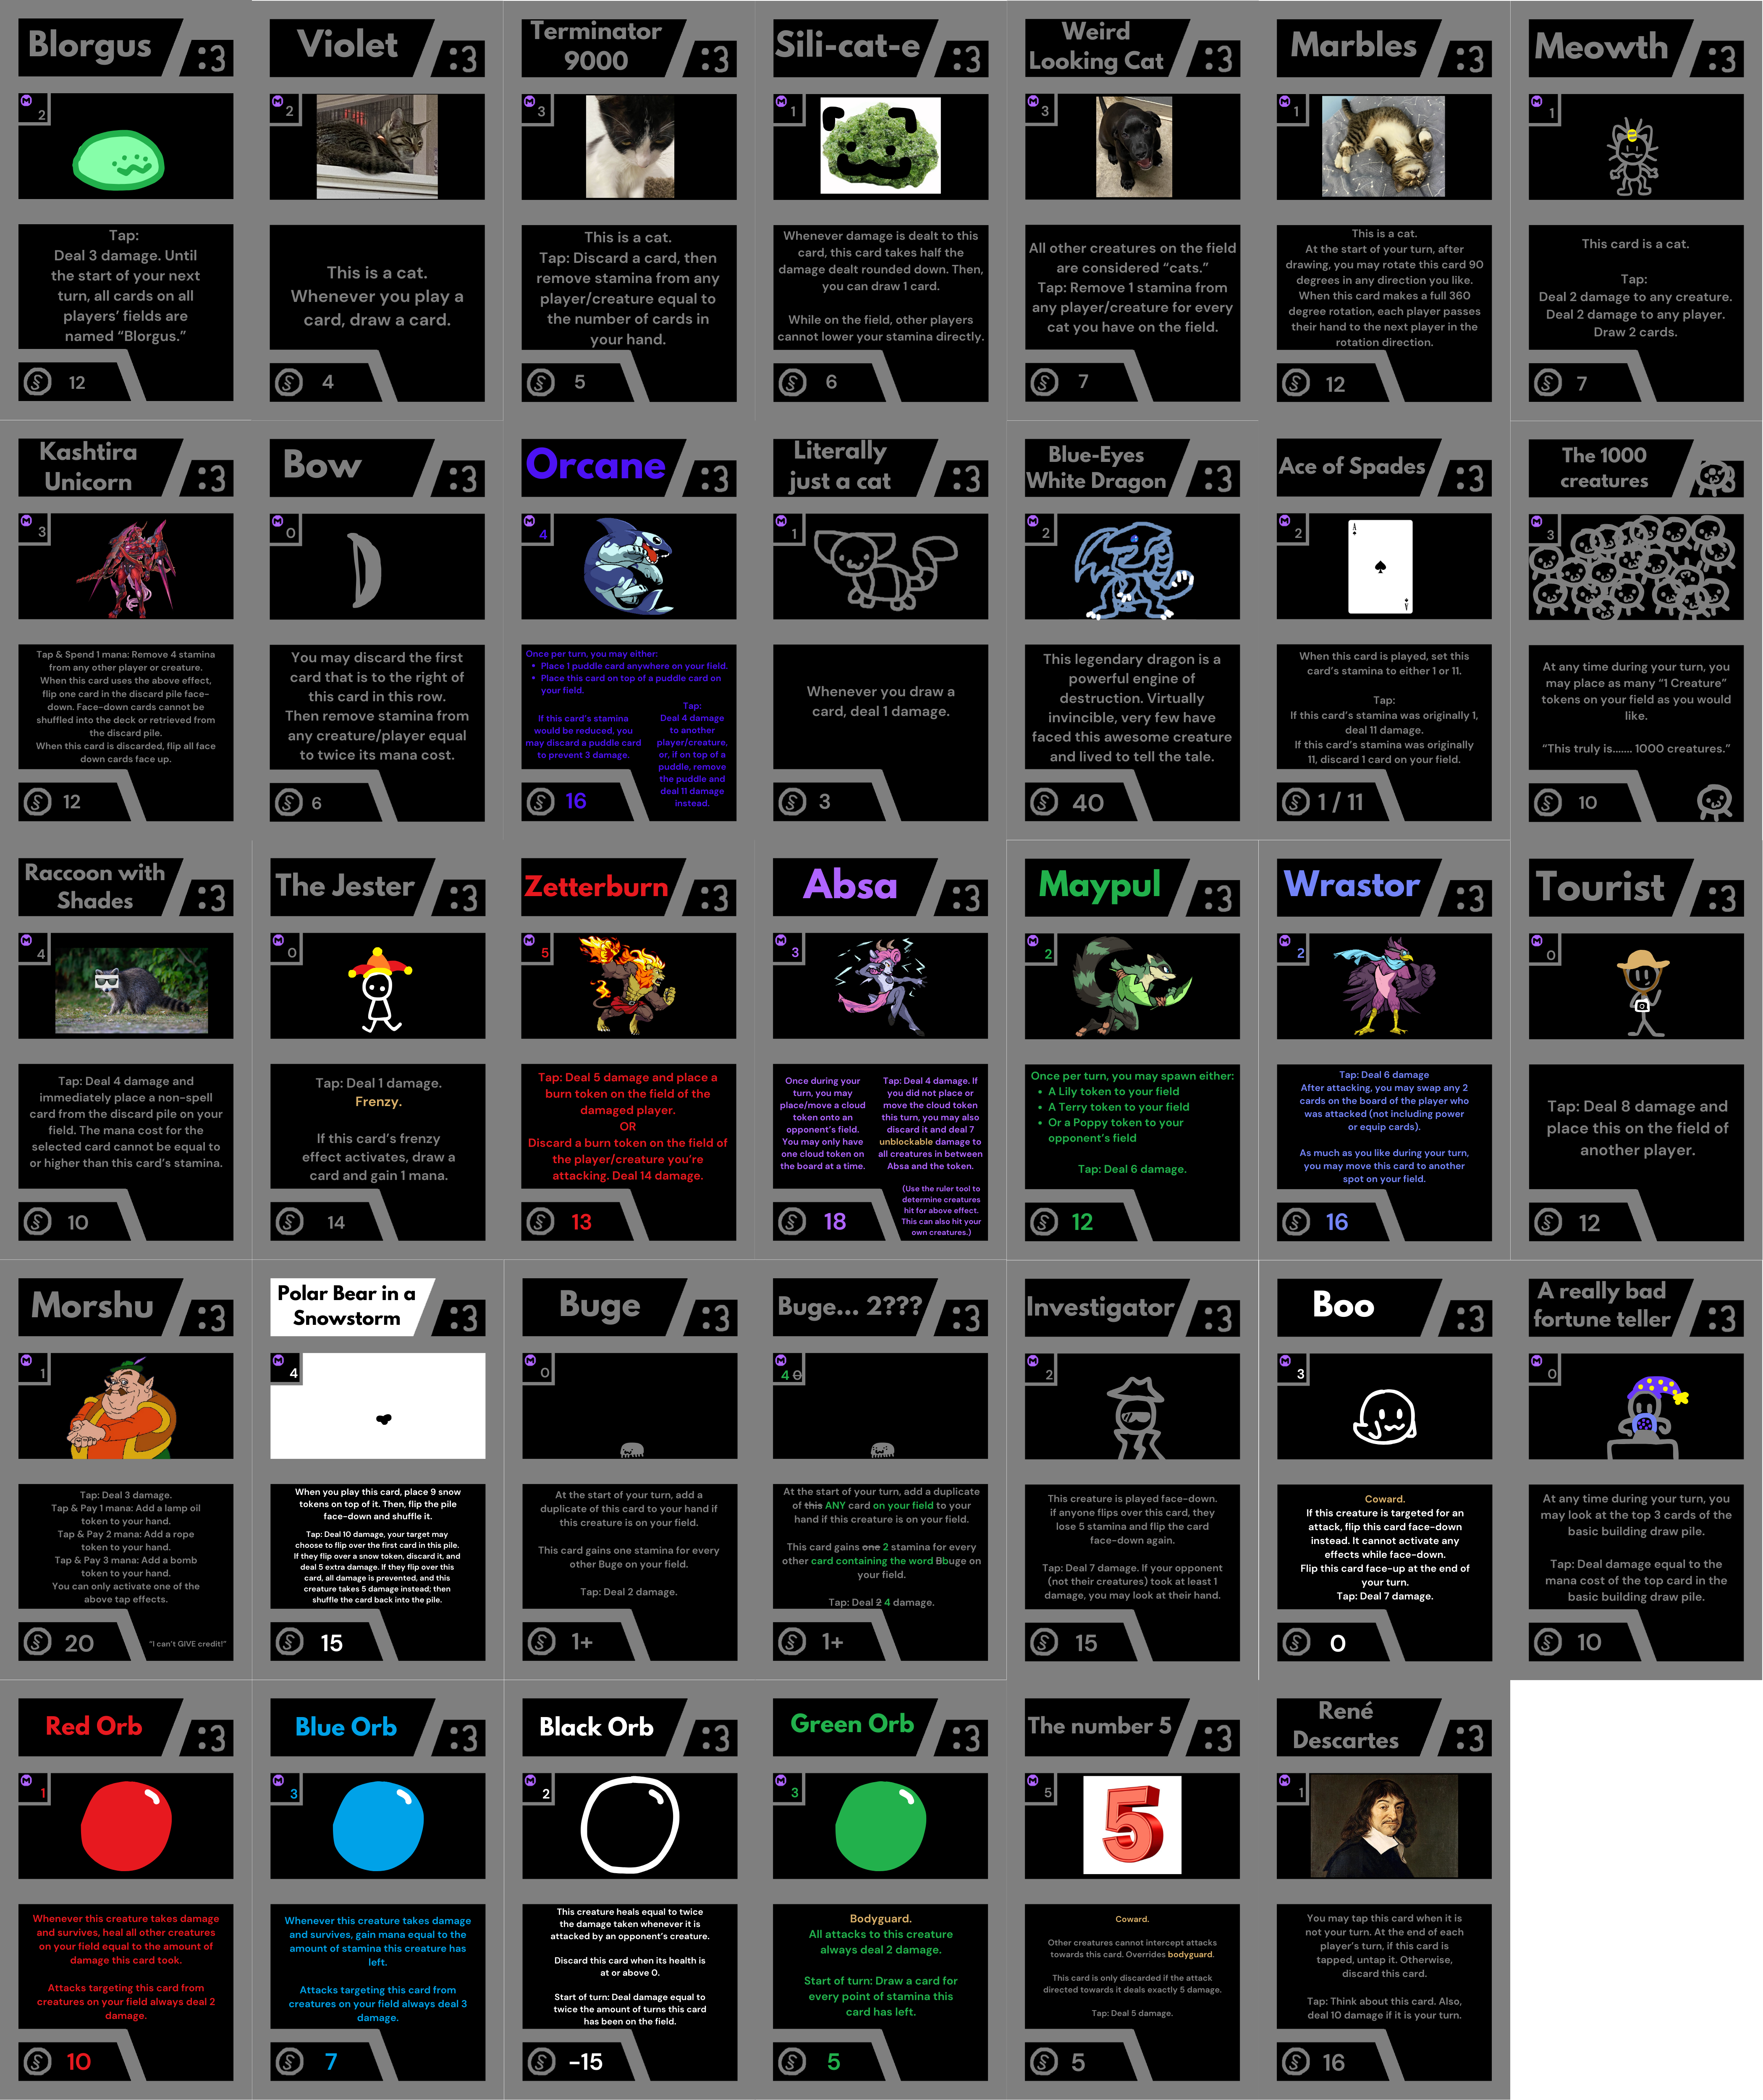 Blorgus
:3
M 2
Tap:
Deal 3 damage. Until
the start of your next
turn, all cards on all
players' fields are
named "Blorgus."
S 12
Violet
:3
M 2
This is a cat.
Whenever you play a
card, draw a card.
S 4
Terminator
9000
:3
M 3
This is a cat.
Tap: Discard a card, then
remove stamina from any
player/creature equal to
the number of cards in
your hand.
S 5
Sili-cat-e
:3
M 1
Whenever damage is dealt to this
card, this card takes half the
damage dealt rounded down. Then,
you can draw 1 card.
While on the field, other players
cannot lower your stamina directly.
S 6
Weird
Looking Cat
:3
M 3
All other creatures on the field
are considered "cats."
Tap: Remove 1 stamina from
any player/creature for every
cat you have on the field.
S 7
Marbles
:3
M 1
This is a cat.
At the start of your turn, after
drawing, you may rotate this card 90
degrees in any direction you like.
When this card makes a full 360
degree rotation, each player passes
their hand to the next player in the
rotation direction.
S 12
Meowth
:3
M 1
This card is a cat.
Tap:
Deal 2 damage to any creature.
Deal 2 damage to any player.
Draw 2 cards.
S 7
Kashtira
Unicorn
:3
M 3
Tap & Spend 1 mana: Remove 4 stamina
from any other player or creature.
When this card uses the above effect,
flip one card in the discard pile face-
down. Face-down cards cannot be
shuffled into the deck or retrieved from
the discard pile.
When this card is discarded, flip all face
down cards face up.
S 12
Bow
:3
M 0
You may discard the first
card that is to the right of
this card in this row.
Then remove stamina from
any creature/player equal
to twice its mana cost.
S 6
Orcane
:3
M 4
Once per turn, you may either:
• Place 1 puddle card anywhere on your field.
• Place this card on top of a puddle card on
your field.
If this card's stamina
would be reduced, you
may discard a puddle card
to prevent 3 damage.
Tap:
Deal 4 damage
to another
player/creature,
or, if on top of a
puddle, remove
the puddle and
deal 11 damage
instead.
S 16
Literally
just a cat
:3
M 1
Whenever you draw a
card, deal 1 damage.
S 3
Blue-Eyes
White Dragon
:3
M 2
This legendary dragon is a
powerful engine of
destruction. Virtually
invincible, very few have
faced this awesome creature
and lived to tell the tale.
S 40
Ace of Spades
:3
M 2
A
A
When this card is played, set this
card's stamina to either 1 or 11.
Tap:
If this card's stamina was originally 1,
deal 11 damage.
If this card's stamina was originally
11, discard 1 card on your field.
S 1 / 11
The 1000
creatures
:3
M 3
At any time during your turn, you
may place as many "1 Creature"
tokens on your field as you would
like.
"This truly is....... 1000 creatures."
S 10
Raccoon with
Shades
:3
M 4
Tap: Deal 4 damage and
immediately place a non-spell
card from the discard pile on your
field. The mana cost for the
selected card cannot be equal to
or higher than this card's stamina.
S 10
The Jester
:3
M 0
Tap: Deal 1 damage.
Frenzy.
If this card's frenzy
effect activates, draw a
card and gain 1 mana.
S 14
Zetterburn
:3
M 5
Tap: Deal 5 damage and place a
burn token on the field of the
damaged player.
OR
Discard a burn token on the field of
the player/creature you're
attacking. Deal 14 damage.
S 13
Absa
:3
M 3
Once during your
turn, you may
place/move a cloud
token onto an
opponent's field.
You may only have
one cloud token on
the board at a time.
Tap: Deal 4 damage. If
you did not place or
move the cloud token
this turn, you may also
discard it and deal 7
unblockable damage to
all creatures in between
Absa and the token.
(Use the ruler tool to
determine creatures
hit for above effect.
This can also hit your
own creatures.)
S 18
Maypul
:3
M 2
Once per turn, you may spawn either:
• A Lily token to your field
• A Terry token to your field
• Or a Poppy token to your
opponent's field
Tap: Deal 6 damage.
S 12
Wrastor
:3
M 2
Tap: Deal 6 damage
After attacking, you may swap any 2
cards on the board of the player who
was attacked (not including power
or equip cards).
As much as you like during your turn,
you may move this card to another
spot on your field.
S 16
Tourist
:3
M 0
Tap: Deal 8 damage and
place this on the field of
another player.
S 12
Morshu
:3
M 1
Tap: Deal 3 damage.
Tap & Pay 1 mana: Add a lamp oil
token to your hand.
Tap & Pay 2 mana: Add a rope
token to your hand.
Tap & Pay 3 mana: Add a bomb
token to your hand.
You can only activate one of the
above tap effects.
S 20
"I can't GIVE credit!"
Polar Bear in a
Snowstorm
:3
M 4
When you play this card, place 9 snow
tokens on top of it. Then, flip the pile
face-down and shuffle it.
Tap: Deal 10 damage, your target may
choose to flip over the first card in this pile.
If they flip over a snow token, discard it, and
deal 5 extra damage. If they flip over this
card, all damage is prevented, and this
creature takes 5 damage instead; then
shuffle the card back into the pile.
S 15
Buge
:3
M 0
At the start of your turn, add a
duplicate of this card to your hand if
this creature is on your field.
This card gains one stamina for every
other Buge on your field.
Tap: Deal 2 damage.
S 1+
Buge... 2???
:3
M 4 0
At the start of your turn, add a duplicate
of this ANY card on your field to your
hand if this creature is on your field.
This card gains one 2 stamina for every
other card containing the word Bbuge on
your field.
Tap: Deal 2 4 damage.
S 1+
Investigator
:3
M 2
This creature is played face-down.
if anyone flips over this card, they
lose 5 stamina and flip the card
face-down again.
Tap: Deal 7 damage. If your opponent
(not their creatures) took at least 1
damage, you may look at their hand.
S 15
Boo
:3
M 3
Coward.
If this creature is targeted for an
attack, flip this card face-down
instead. It cannot activate any
effects while face-down.
Flip this card face-up at the end of
your turn.
Tap: Deal 7 damage.
S 0
A really bad
fortune teller
:3
M 0
At any time during your turn, you
may look at the top 3 cards of the
basic building draw pile.
Tap: Deal damage equal to the
mana cost of the top card in the
basic building draw pile.
S 10
Red Orb
:3
M 1
Whenever this creature takes damage
and survives, heal all other creatures
on your field equal to the amount of
damage this card took.
Attacks targeting this card from
creatures on your field always deal 2
damage.
S 10
Blue Orb
:3
M 3
Whenever this creature takes damage
and survives, gain mana equal to the
amount of stamina this creature has
left.
Attacks targeting this card from
creatures on your field always deal 3
damage.
S 7
Black Orb
:3
M 2
This creature heals equal to twice
the damage taken whenever it is
attacked by an opponent's creature.
Discard this card when its health is
at or above 0.
Start of turn: Deal damage equal to
twice the amount of turns this card
has been on the field.
S -15
Green Orb
:3
M 3
Bodyguard.
All attacks to this creature
always deal 2 damage.
Start of turn: Draw a card for
every point of stamina this
card has left.
S 5
The number 5
:3
M 5
5
Coward.
Other creatures cannot intercept attacks
towards this card. Overrides bodyguard.
This card is only discarded if the attack
directed towards it deals exactly 5 damage.
Tap: Deal 5 damage.
S 5
René
Descartes
:3
M 1
You may tap this card when it is
not your turn. At the end of each
player's turn, if this card is
tapped, untap it. Otherwise,
discard this card.
Tap: Think about this card. Also,
deal 10 damage if it is your turn.
S 16